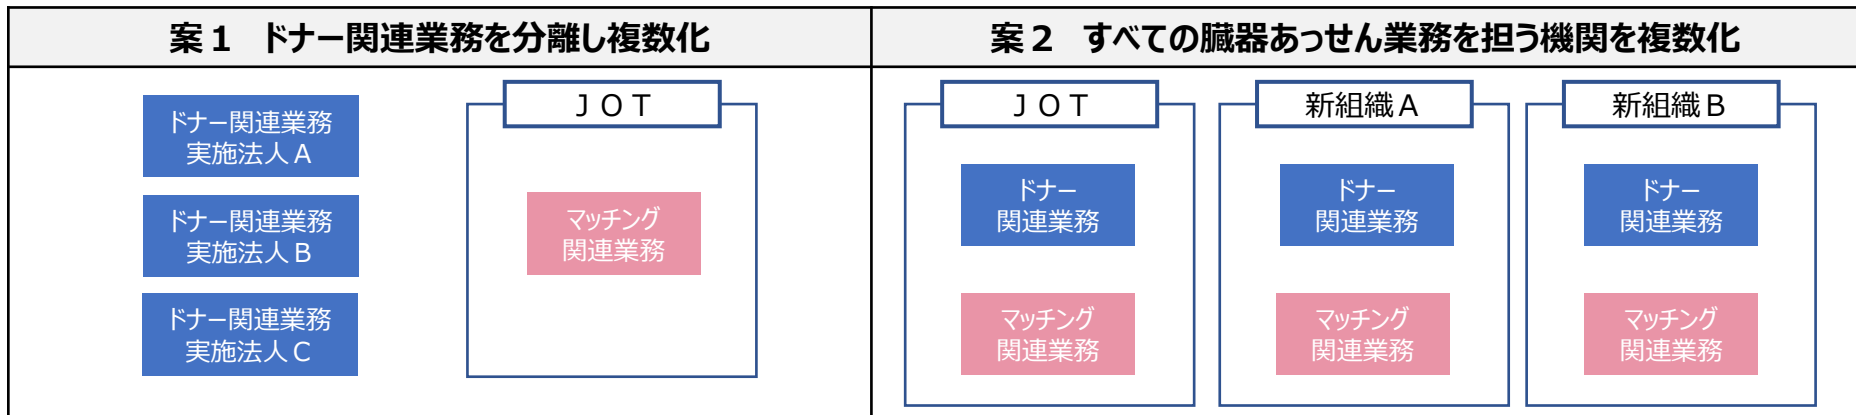 案１　ドナー関連業務を分離し複数化
ドナー関連業務
実施法人Ａ
ドナー関連業務
実施法人Ｂ
ドナー関連業務
実施法人Ｃ
ＪＯＴ
マッチング
関連業務
案２　すべての臓器あっせん業務を担う機関を複数化
ＪＯＴ
ドナー
関連業務
マッチング
関連業務
新組織Ａ
ドナー
関連業務
マッチング
関連業務
新組織Ｂ
ドナー
関連業務
マッチング
関連業務